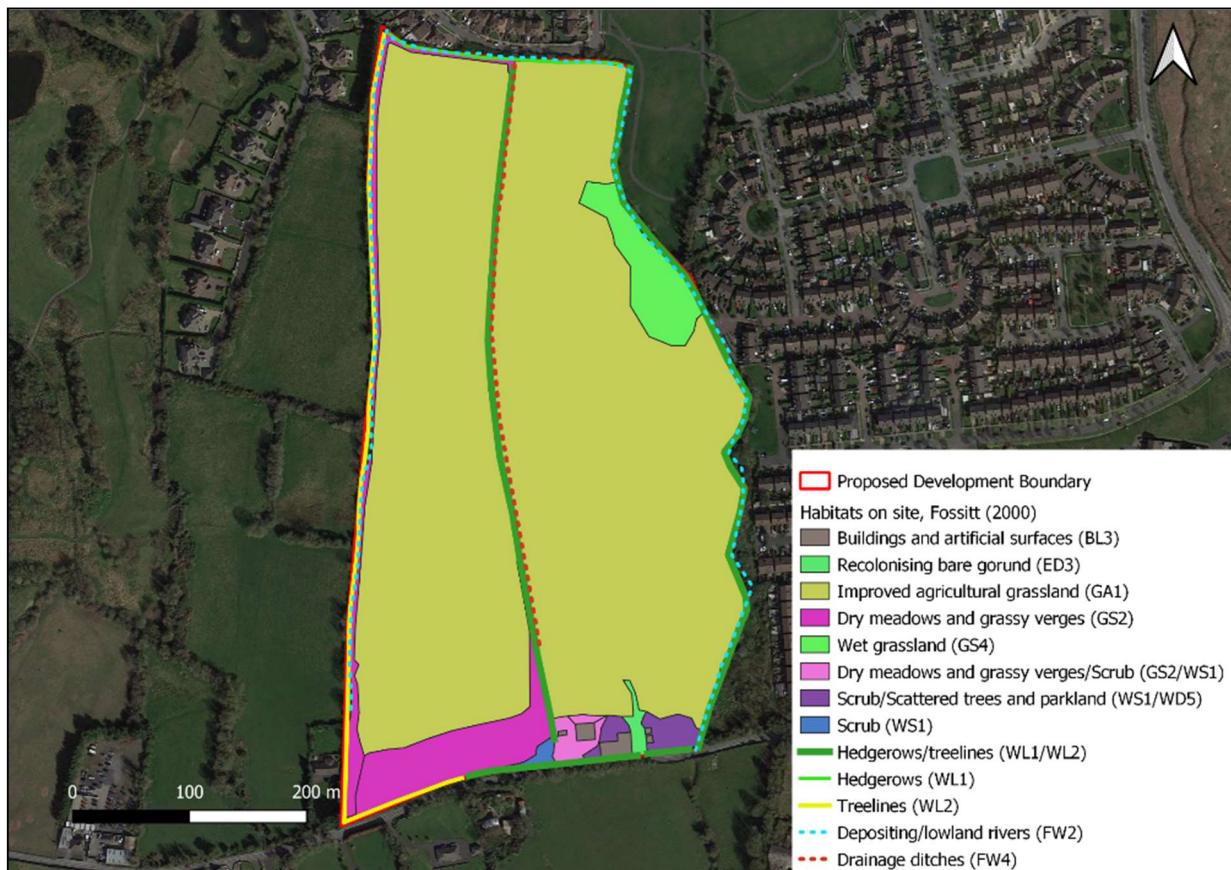 Proposed Development Boundary
Habitats on site, Fossitt (2000)
Buildings and artificial surfaces (BL3)
Recolonising bare gorund (ED3)
Improved agricultural grassland (GA1)
Dry meadows and grassy verges (GS2)
Wet grassland (GS4)
Dry meadows and grassy verges/Scrub (GS2/WS1)
Scrub/Scattered trees and parkland (WS1/WD5)
Scrub (WS1)
Hedgerows/treelines (WL1/WL2)
Hedgerows (WL1)
Treelines (WL2)
Depositing/lowland rivers (FW2)
Drainage ditches (FW4)
0 100 200 m